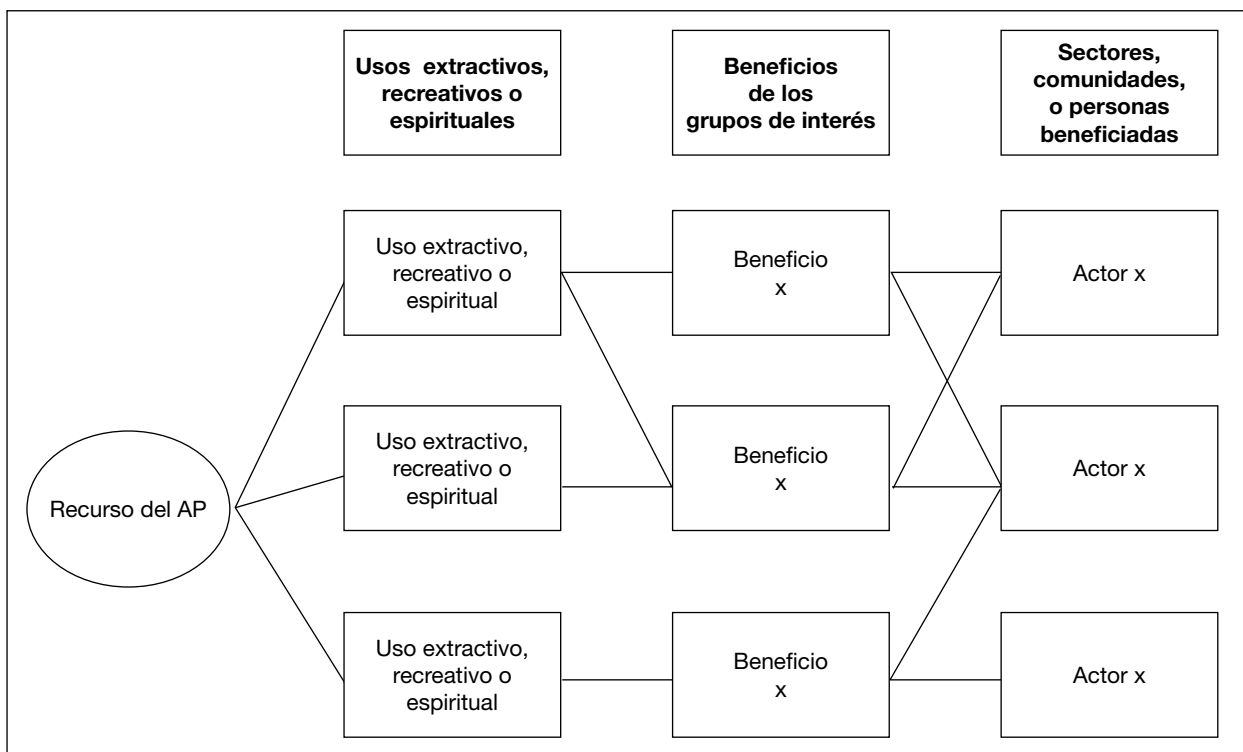 Usos extractivos,
recreativos o
espirituales
Beneficios
de los
grupos de interés
Sectores,
comunidades,
o personas
beneficiadas
Uso extractivo,
recreativo o
espiritual
Beneficio
x
Actor x
Recurso del AP
Uso extractivo,
recreativo o
espiritual
Beneficio
x
Actor x
Uso extractivo,
recreativo o
espiritual
Beneficio
x
Actor x